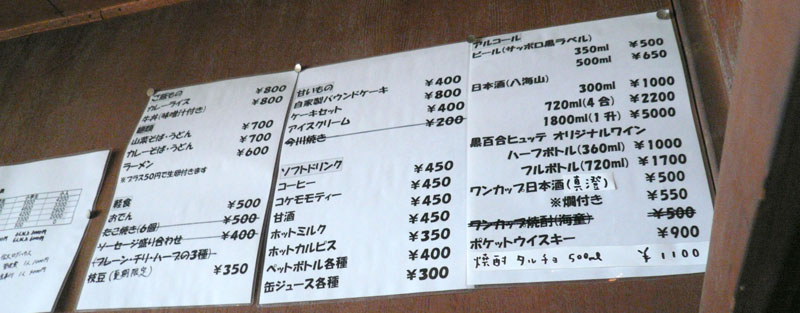 ご飯もの
カレーライス ¥800
牛丼(味噌汁付き) ¥800
麺類
山菜そば・うどん ¥700
カレーそば・うどん ¥700
ラーメン ¥600
※プラス50円で生卵付きます
軽食
おでん ¥500
たこ焼き(6個) ¥500
ソーセージ盛り合わせ ¥400
(プレーン・チリ・ハーブの3種)
枝豆(夏期限定) ¥350
甘いもの
自家製パウンドケーキ ¥400
ケーキセット ¥800
アイスクリーム ¥400
今川焼き ¥200
ソフトドリンク
コーヒー ¥450
コケモモティー ¥450
甘酒 ¥450
ホットミルク ¥350
ホットカルピス ¥350
ペットボトル各種 ¥400
缶ジュース各種 ¥300
アルコール
ビール(サッポロ黒ラベル)
350ml ¥500
500ml ¥650
日本酒(八海山)
300ml ¥1000
720ml(4合) ¥2200
1800ml(1升) ¥5000
黒百合ヒュッテ オリジナルワイン
ハーフボトル(360ml) ¥1000
フルボトル(720ml) ¥1700
ワンカップ日本酒(真澄) ¥500
※燗付き ¥550
ワンカップ焼酎(海童) ¥500
ポケットウイスキー ¥900
焼酎 タルチョ 500ml ¥1100